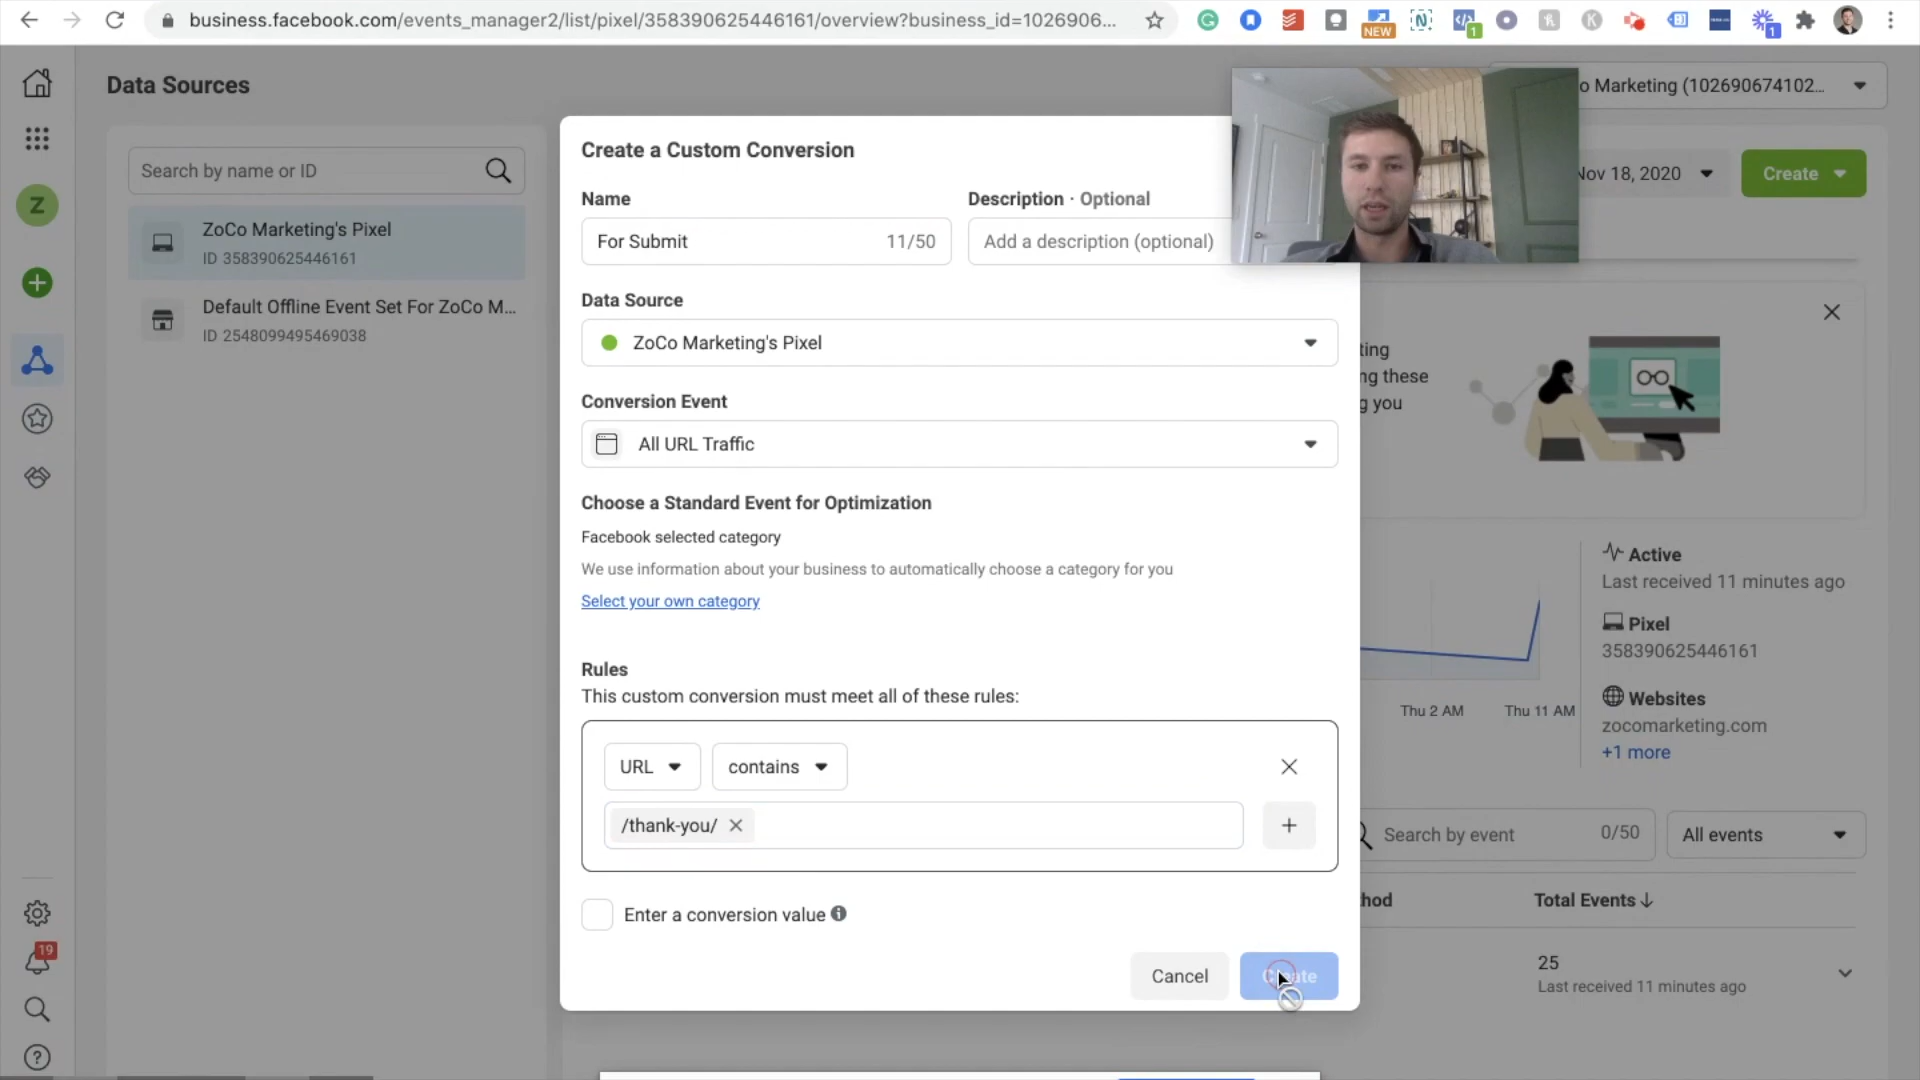 business.facebook.com/events_manager2/list/pixel/358390625446161/overview?business_id=1026906...
NEW
1
1
Data Sources
o Marketing (102690674102...
Search by name or ID
Z
ZoCo Marketing's Pixel
ID 358390625446161
Default Offline Event Set For ZoCo M...
ID 2548099495469038
19
Create a Custom Conversion
Name
Description · Optional
For Submit
11/50
Add a description (optional)
Data Source
ZoCo Marketing's Pixel
Conversion Event
All URL Traffic
Choose a Standard Event for Optimization
Facebook selected category
We use information about your business to automatically choose a category for you
Select your own category
Rules
This custom conversion must meet all of these rules:
URL
contains
/thank-you/
Enter a conversion value
Cancel
Create
Nov 18, 2020
Create
ting
ng these
g you
Active
Last received 11 minutes ago
Pixel
358390625446161
Websites
zocomarketing.com
+1 more
Thu 2 AM
Thu 11 AM
Search by event
0/50
All events
hod
Total Events
25
Last received 11 minutes ago